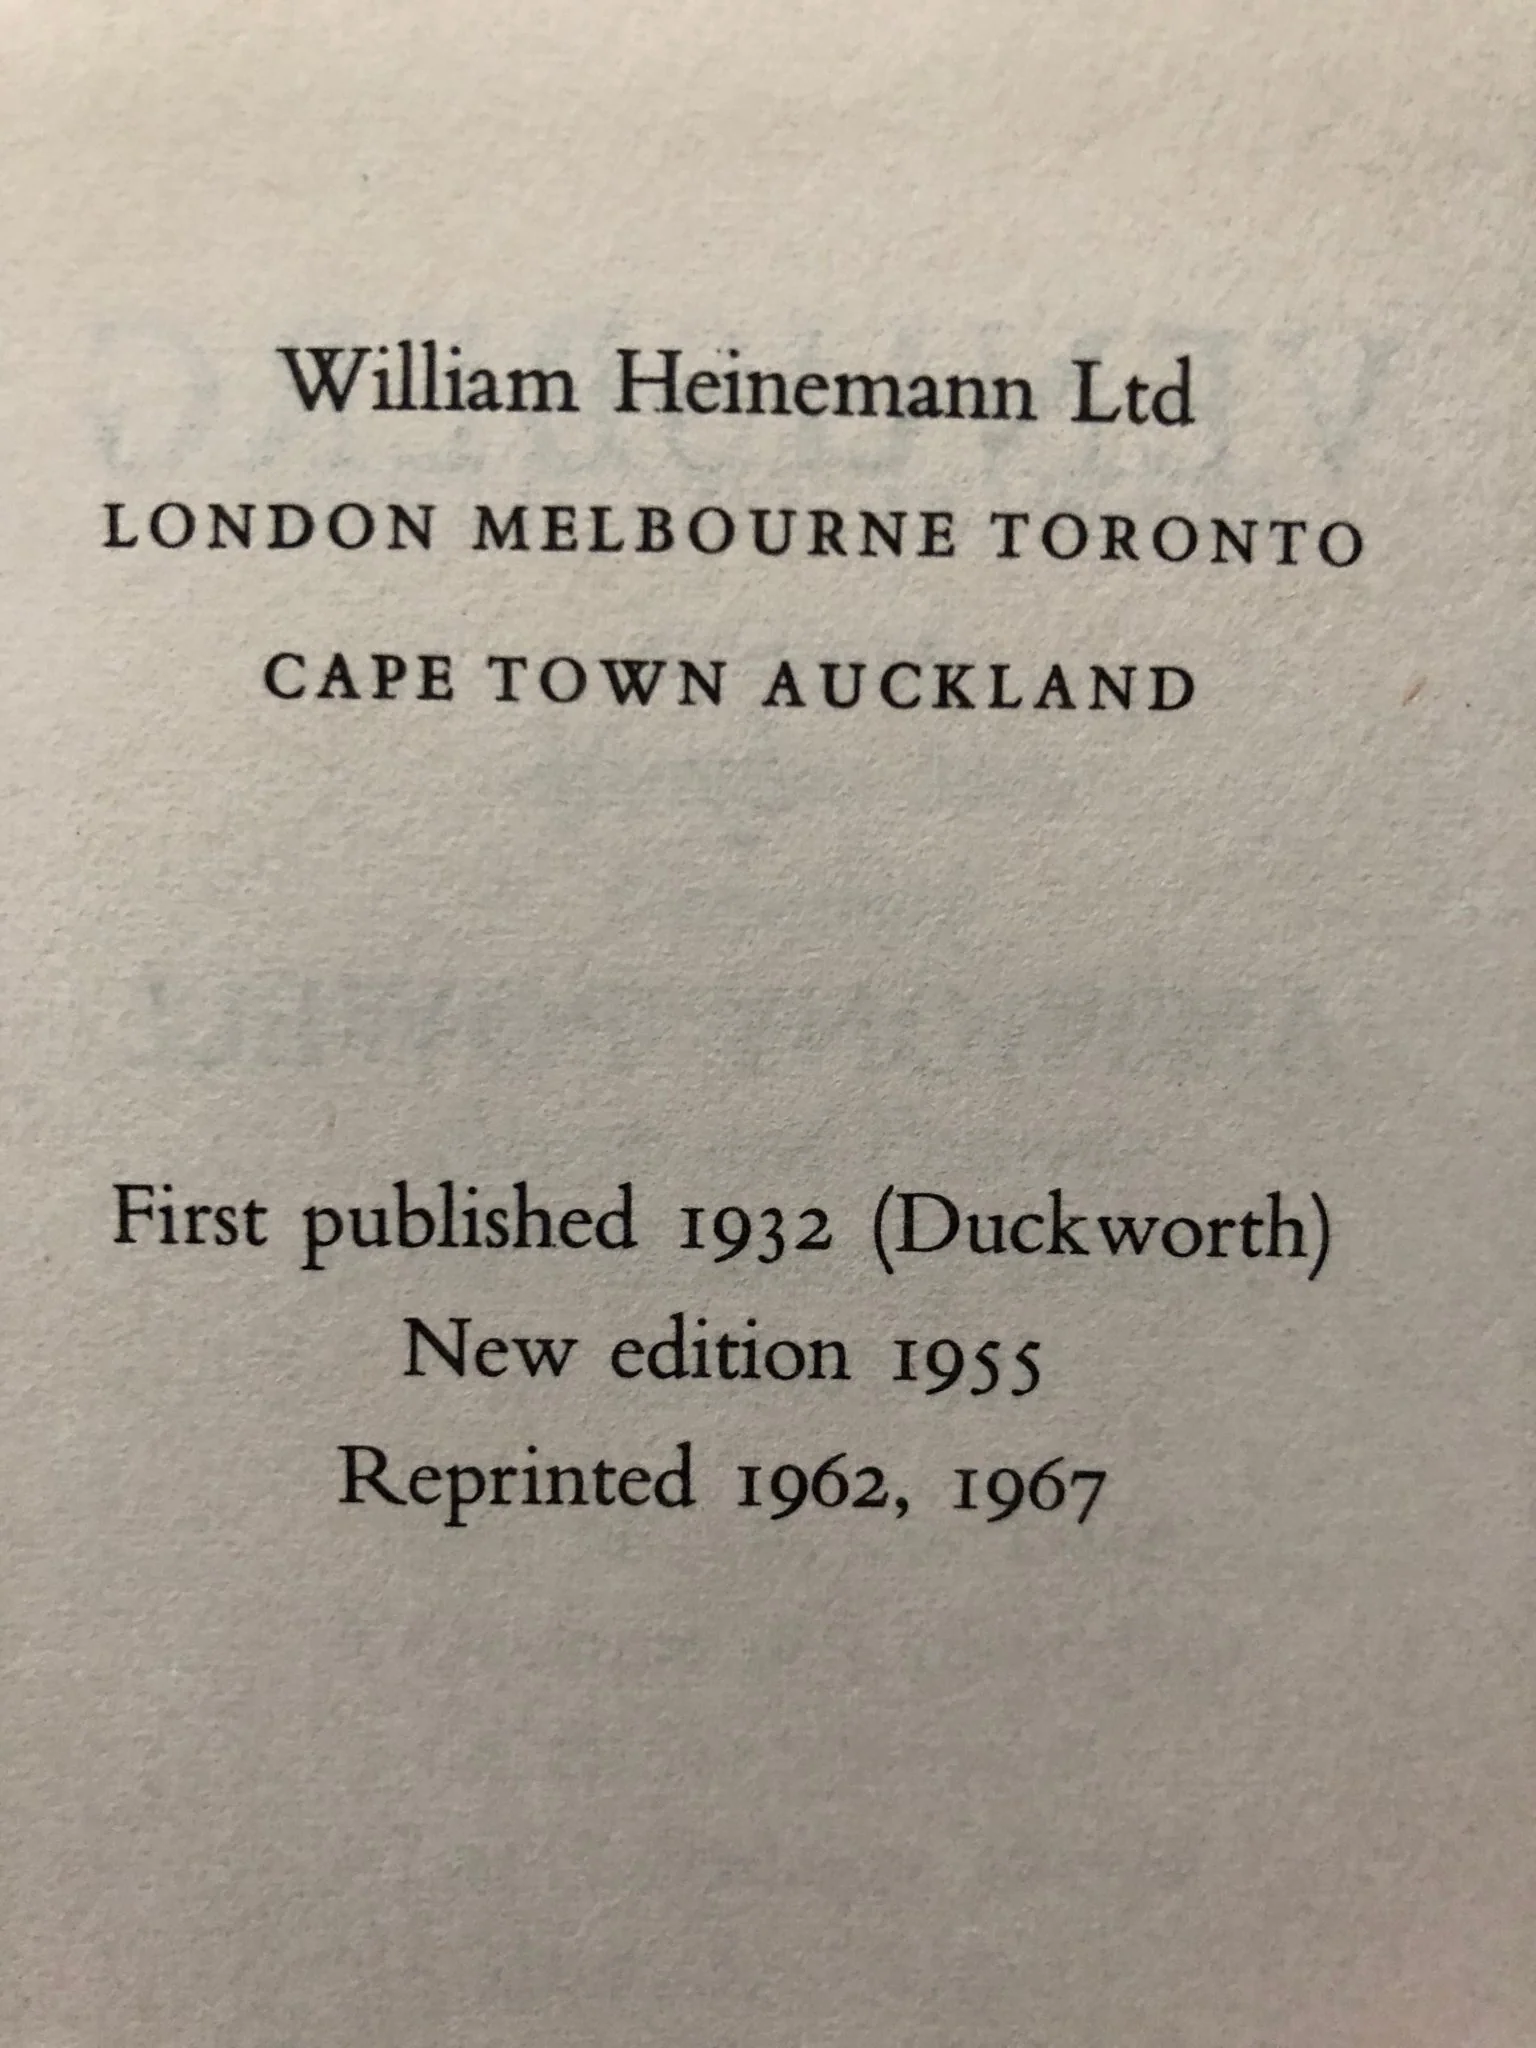 William Heinemann Ltd
LONDON MELBOURNE TORONTO
CAPE TOWN AUCKLAND
First published 1932 (Duckworth)
New edition 1955
Reprinted 1962, 1967